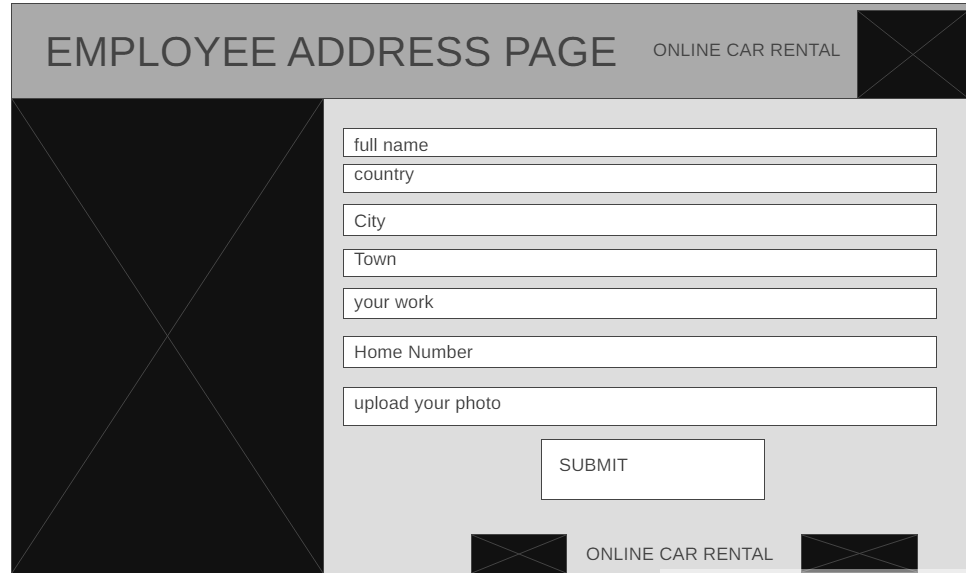 EMPLOYEE ADDRESS PAGE
ONLINE CAR RENTAL
full name
country
City
Town
your work
Home Number
upload your photo
SUBMIT
ONLINE CAR RENTAL